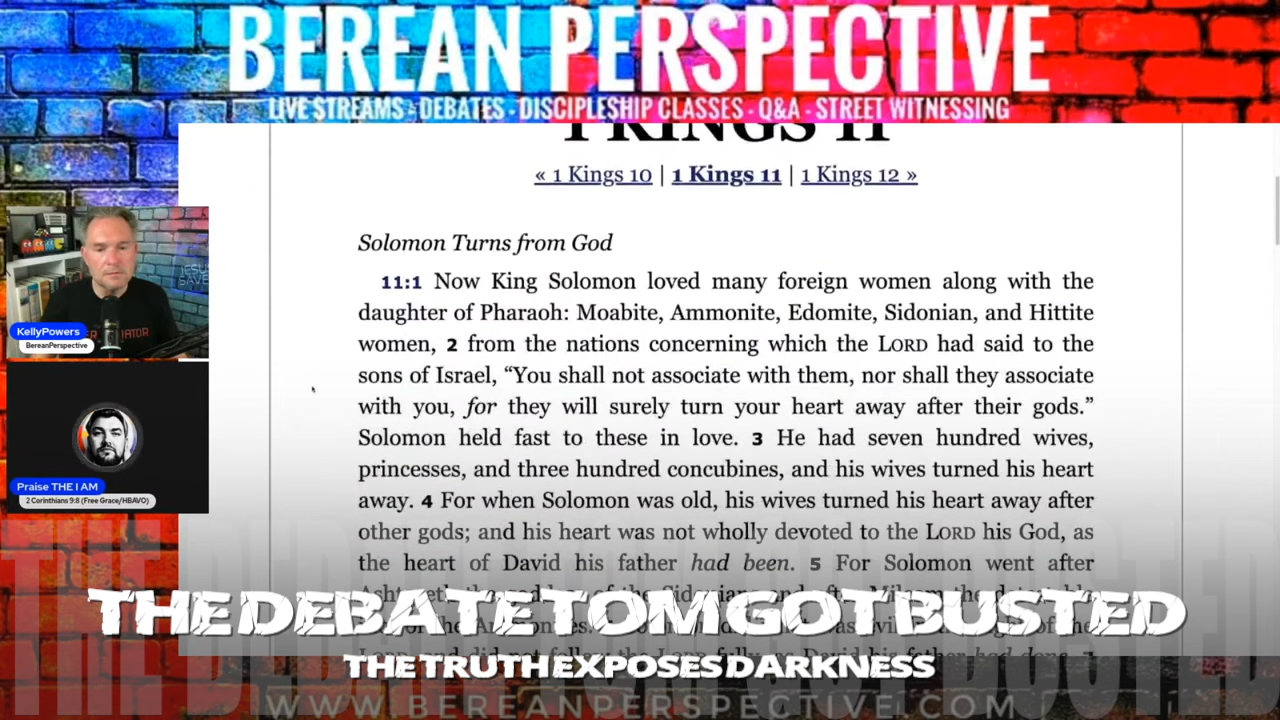 BEREAN PERSPECTIVE
LIVE STREAMS - DEBATES - DISCIPLESHIP CLASSES - Q&A - STREET WITNESSING
1 KINGS 11
« 1 Kings 10 | 1 Kings 11 | 1 Kings 12 »
Solomon Turns from God
11:1 Now King Solomon loved many foreign women along with the
daughter of Pharaoh: Moabite, Ammonite, Edomite, Sidonian, and Hittite
women, 2 from the nations concerning which the LORD had said to the
sons of Israel, “You shall not associate with them, nor shall they associate
with you, for they will surely turn your heart away after their gods.”
Solomon held fast to these in love. 3 He had seven hundred wives,
princesses, and three hundred concubines, and his wives turned his heart
away. 4 For when Solomon was old, his wives turned his heart away after
other gods; and his heart was not wholly devoted to the LORD his God, as
the heart of David his father had been. 5 For Solomon went after
JESUS
SAVES
KellyPowers
BereanPerspective
Praise THE I AM
2 Corinthians 9:8 (Free Grace/HBAVO)
THE DEBATE TOM GOT BUSTED
THE TRUTH EXPOSES DARKNESS
WWW.BEREANPERSPECTIVE.COM